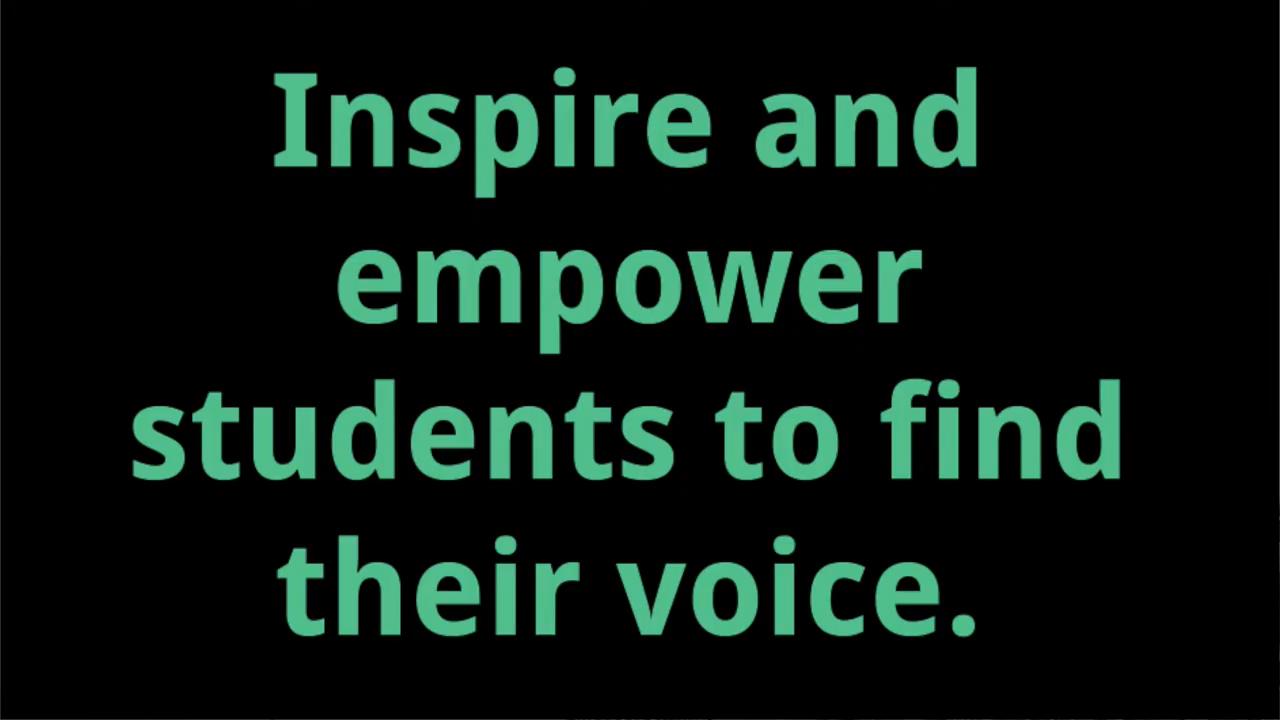 Inspire and
empower
students to find
their voice.